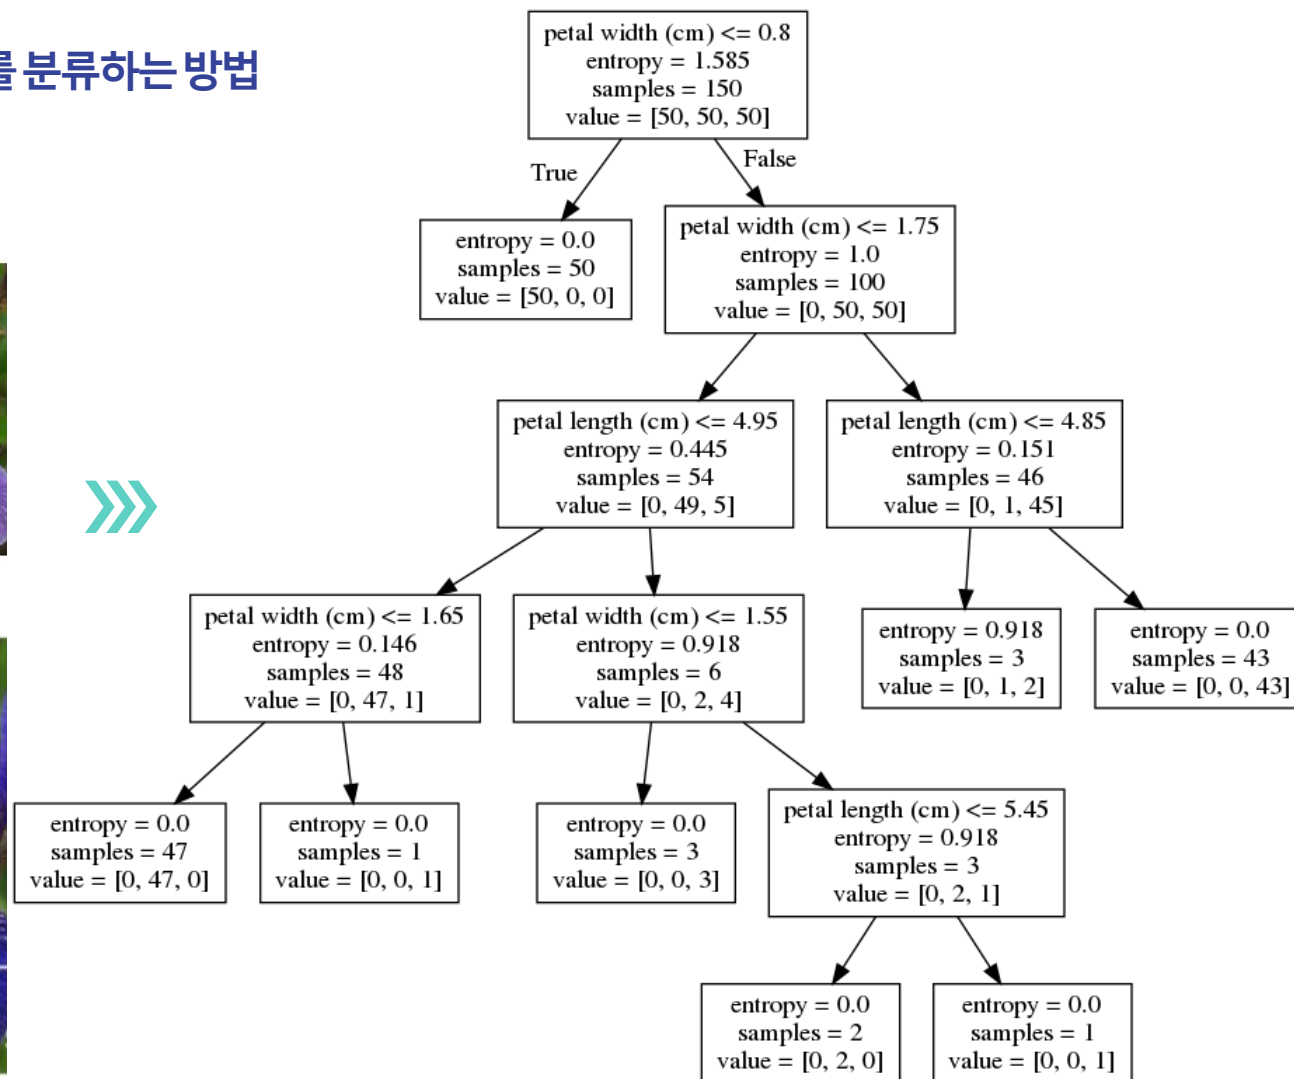 를 분류하는 방법
petal width (cm) <= 0.8
entropy = 1.585
samples = 150
value = [50, 50, 50]
True
False
entropy = 0.0
samples = 50
value = [50, 0, 0]
petal width (cm) <= 1.75
entropy = 1.0
samples = 100
value = [0, 50, 50]
petal length (cm) <= 4.95
entropy = 0.445
samples = 54
value = [0, 49, 5]
petal length (cm) <= 4.85
entropy = 0.151
samples = 46
value = [0, 1, 45]
petal width (cm) <= 1.65
entropy = 0.146
samples = 48
value = [0, 47, 1]
petal width (cm) <= 1.55
entropy = 0.918
samples = 6
value = [0, 2, 4]
entropy = 0.918
samples = 3
value = [0, 1, 2]
entropy = 0.0
samples = 43
value = [0, 0, 43]
entropy = 0.0
samples = 47
value = [0, 47, 0]
entropy = 0.0
samples = 1
value = [0, 0, 1]
entropy = 0.0
samples = 3
value = [0, 0, 3]
petal length (cm) <= 5.45
entropy = 0.918
samples = 3
value = [0, 2, 1]
entropy = 0.0
samples = 2
value = [0, 2, 0]
entropy = 0.0
samples = 1
value = [0, 0, 1]